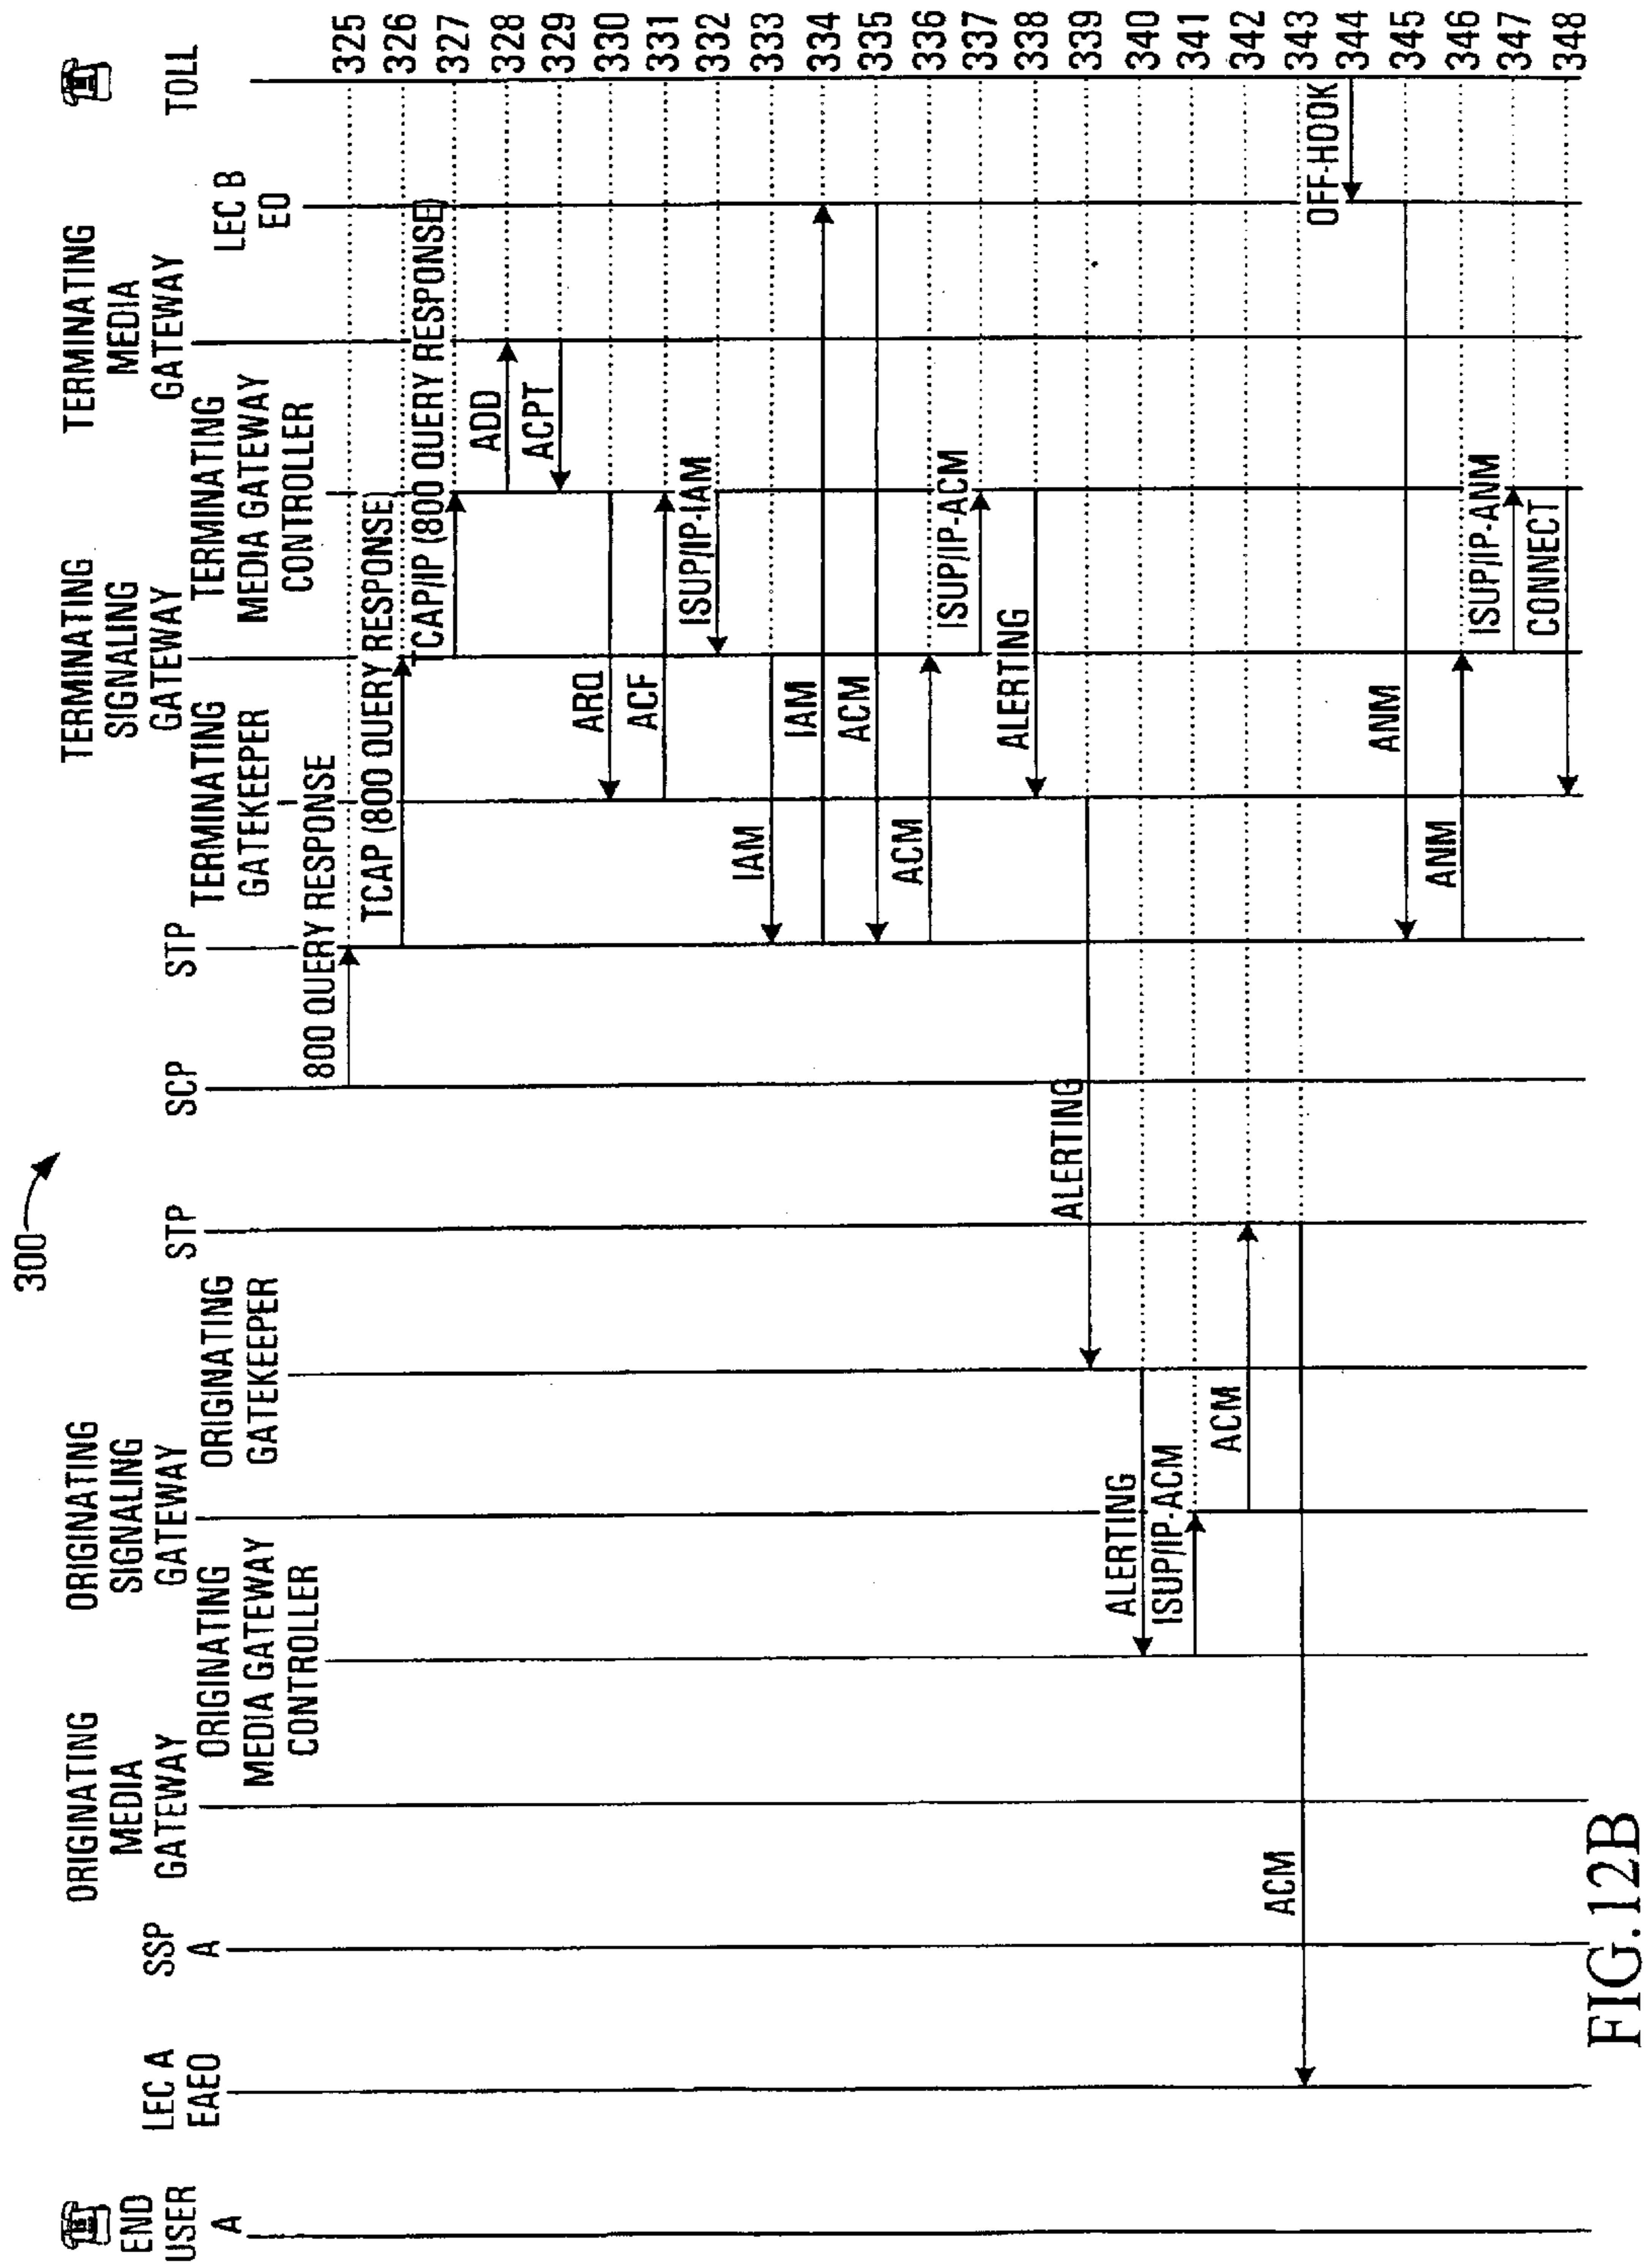 300
END
USER
A
LEC A
EAEO
SSP
A
ORIGINATING
MEDIA
GATEWAY
ORIGINATING
MEDIA GATEWAY
CONTROLLER
ORIGINATING
SIGNALING
GATEWAY
ORIGINATING
GATEKEEPER
STP
SCP
STP
TERMINATING
GATEKEEPER
TERMINATING
SIGNALING
GATEWAY
TERMINATING
MEDIA GATEWAY
CONTROLLER
TERMINATING
MEDIA
GATEWAY
LEC B
EO
TOLL
800 QUERY RESPONSE
325
TCAP (800 QUERY RESPONSE)
326
TCAP/IP (800 QUERY RESPONSE)
327
ADD
328
ACPT
329
ARQ
330
ACF
331
ISUP/IP-IAM
332
IAM
333
IAM
334
ACM
335
ACM
336
ISUP/IP-ACM
337
ALERTING
338
ALERTING
339
ALERTING
340
ISUP/IP-ACM
341
ACM
342
ACM
343
OFF-HOOK
344
ANM
345
ANM
346
ISUP/IP-ANM
347
CONNECT
348
FIG.12B